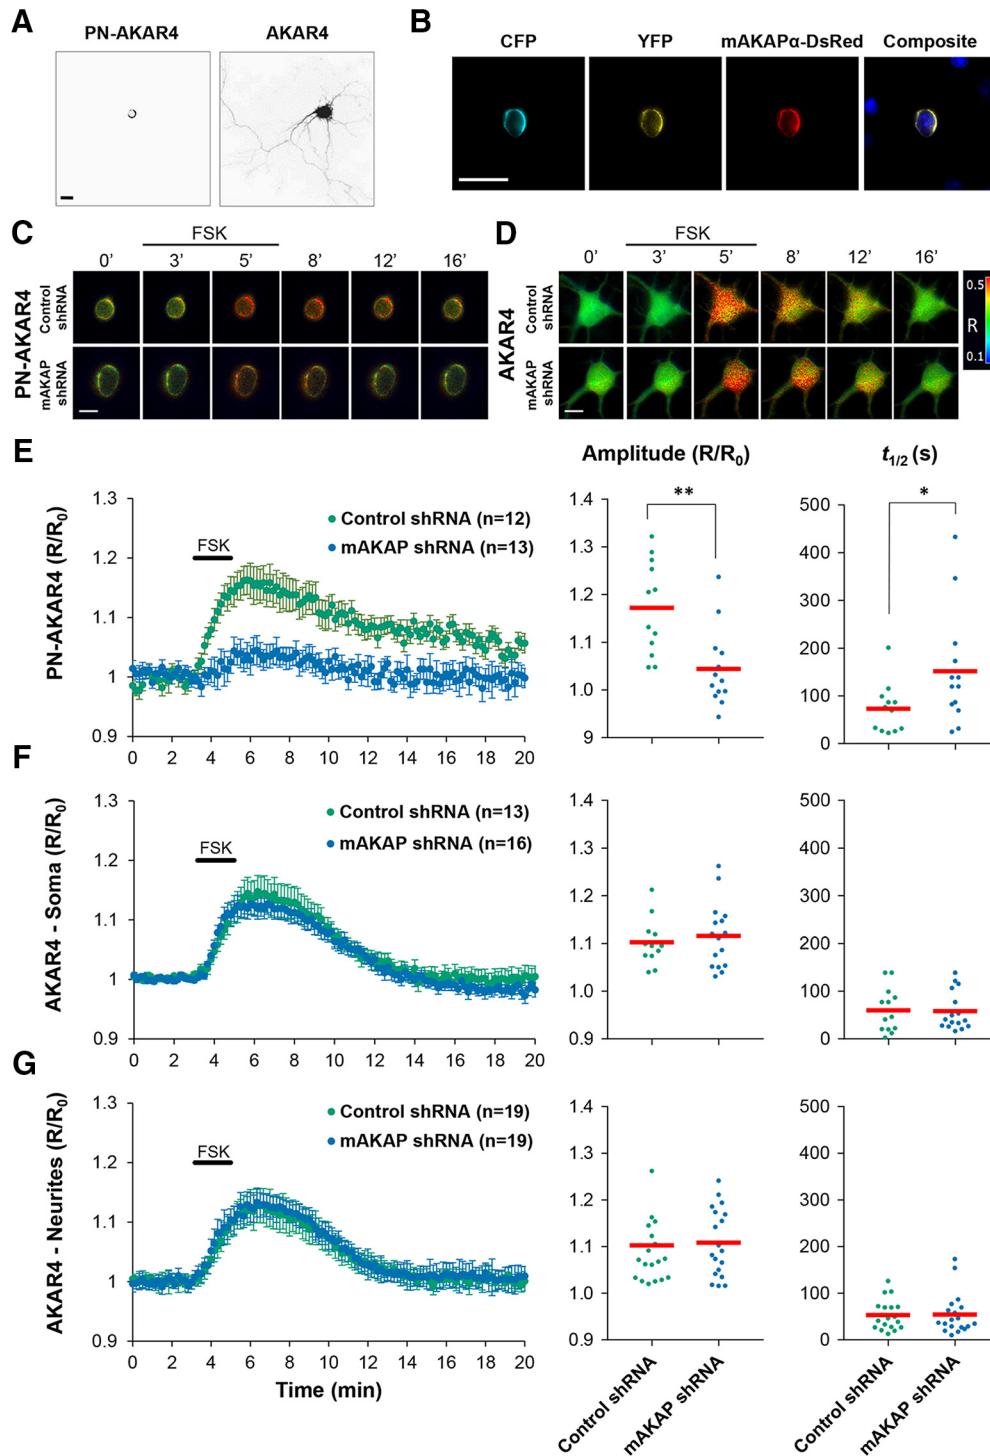 A
PN-AKAR4
AKAR4
B
CFP
YFP
mAKAPα-DsRed
Composite
C
FSK
0’
3’
5’
8’
12’
16’
PN-AKAR4
Control shRNA
mAKAP shRNA
D
FSK
0’
3’
5’
8’
12’
16’
AKAR4
Control shRNA
mAKAP shRNA
0.5
R
0.1
E
PN-AKAR4 (R/R0)
1.3
1.2
1.1
1
0.9
FSK
Control shRNA (n=12)
mAKAP shRNA (n=13)
0 2 4 6 8 10 12 14 16 18 20
Amplitude (R/R0)
**
1.4
1.3
1.2
1.1
1.0
9
t1/2 (s)
*
500
400
300
200
100
0
F
AKAR4 - Soma (R/R0)
1.3
1.2
1.1
1
0.9
FSK
Control shRNA (n=13)
mAKAP shRNA (n=16)
0 2 4 6 8 10 12 14 16 18 20
1.4
1.3
1.2
1.1
1.0
0.9
500
400
300
200
100
0
G
AKAR4 - Neurites (R/R0)
1.3
1.2
1.1
1
0.9
FSK
Control shRNA (n=19)
mAKAP shRNA (n=19)
0 2 4 6 8 10 12 14 16 18 20
Time (min)
1.4
1.3
1.2
1.1
1.0
0.9
Control shRNA
mAKAP shRNA
500
400
300
200
100
0
Control shRNA
mAKAP shRNA